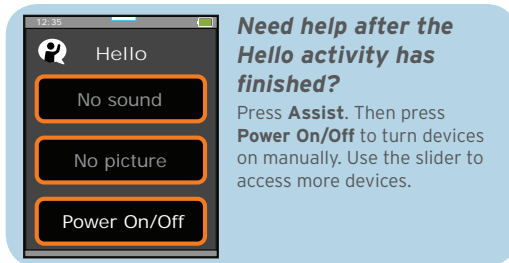 12:35
Hello
No sound
No picture
Power On/Off
Need help after the
Hello activity has
finished?
Press Assist. Then press
Power On/Off to turn devices
on manually. Use the slider to
access more devices.